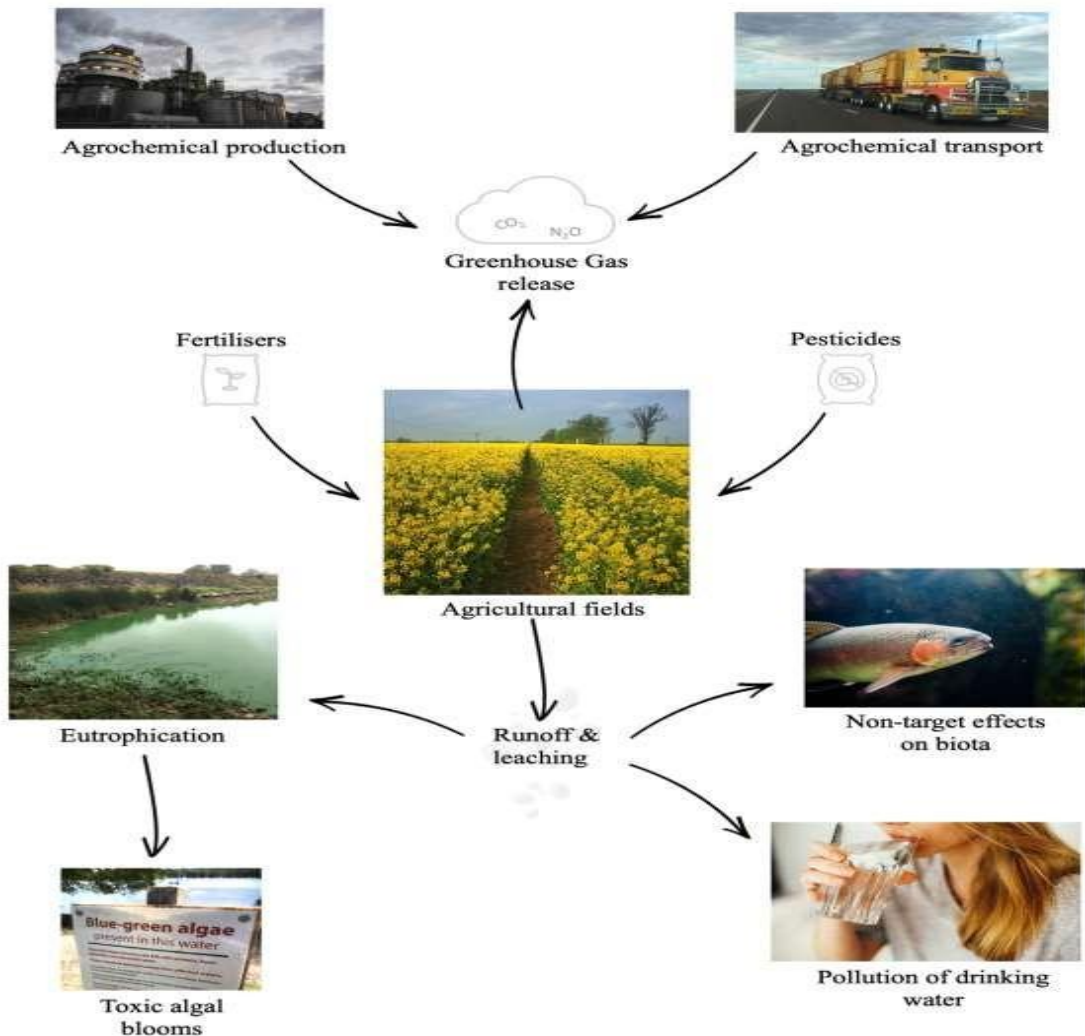 Agrochemical production
Agrochemical transport
CO₂
N₂O
Greenhouse Gas
release
Fertilisers
Pesticides
Agricultural fields
Eutrophication
Runoff &
leaching
Non-target effects
on biota
Blue-green algae
present in this water
Toxic algal
blooms
Pollution of drinking
water